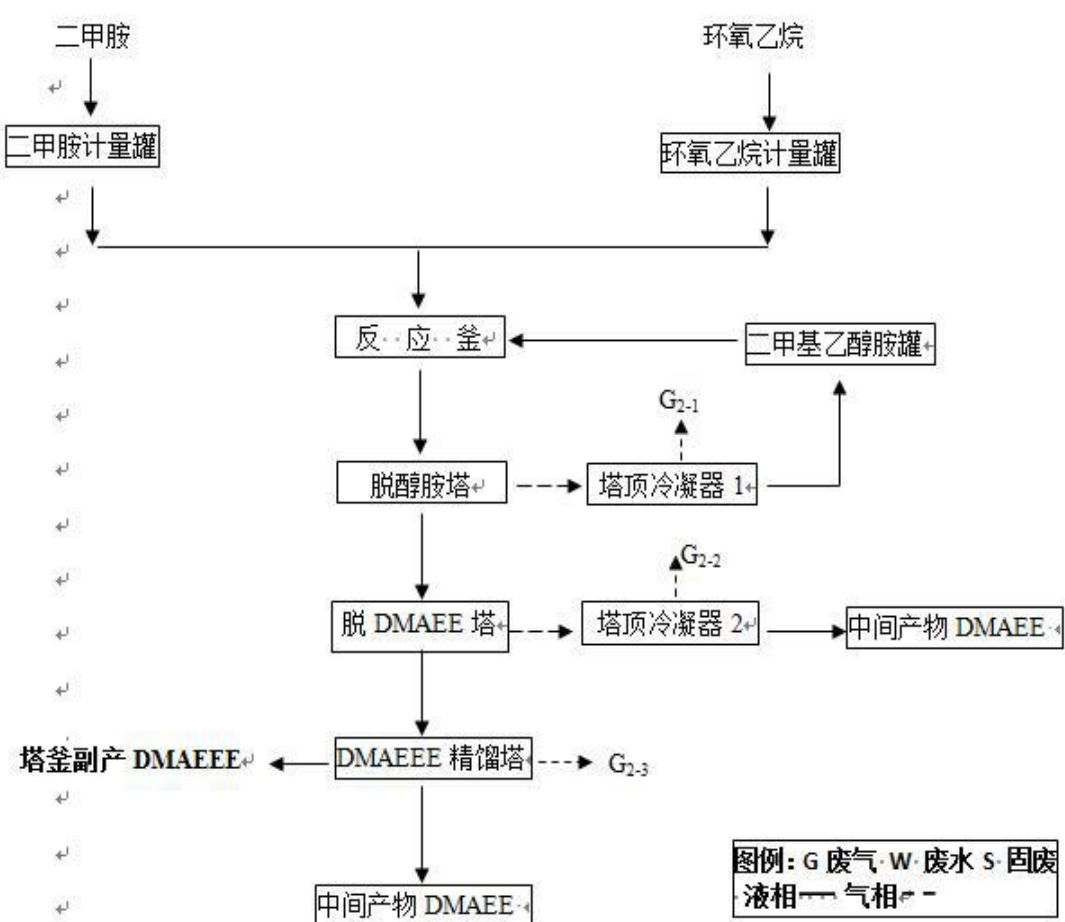 二甲胺
环氧乙烷
二甲胺计量罐
环氧乙烷计量罐
反··应··釜
二甲基乙醇胺罐
G2-1
脱醇胺塔
塔顶冷凝器 1
G2-2
脱 DMAEE 塔
塔顶冷凝器 2
中间产物 DMAEE
塔釜副产 DMAEEE
DMAEEE 精馏塔
G2-3
中间产物 DMAEE
图例: G 废气·W·废水 S·固废
液相 气相